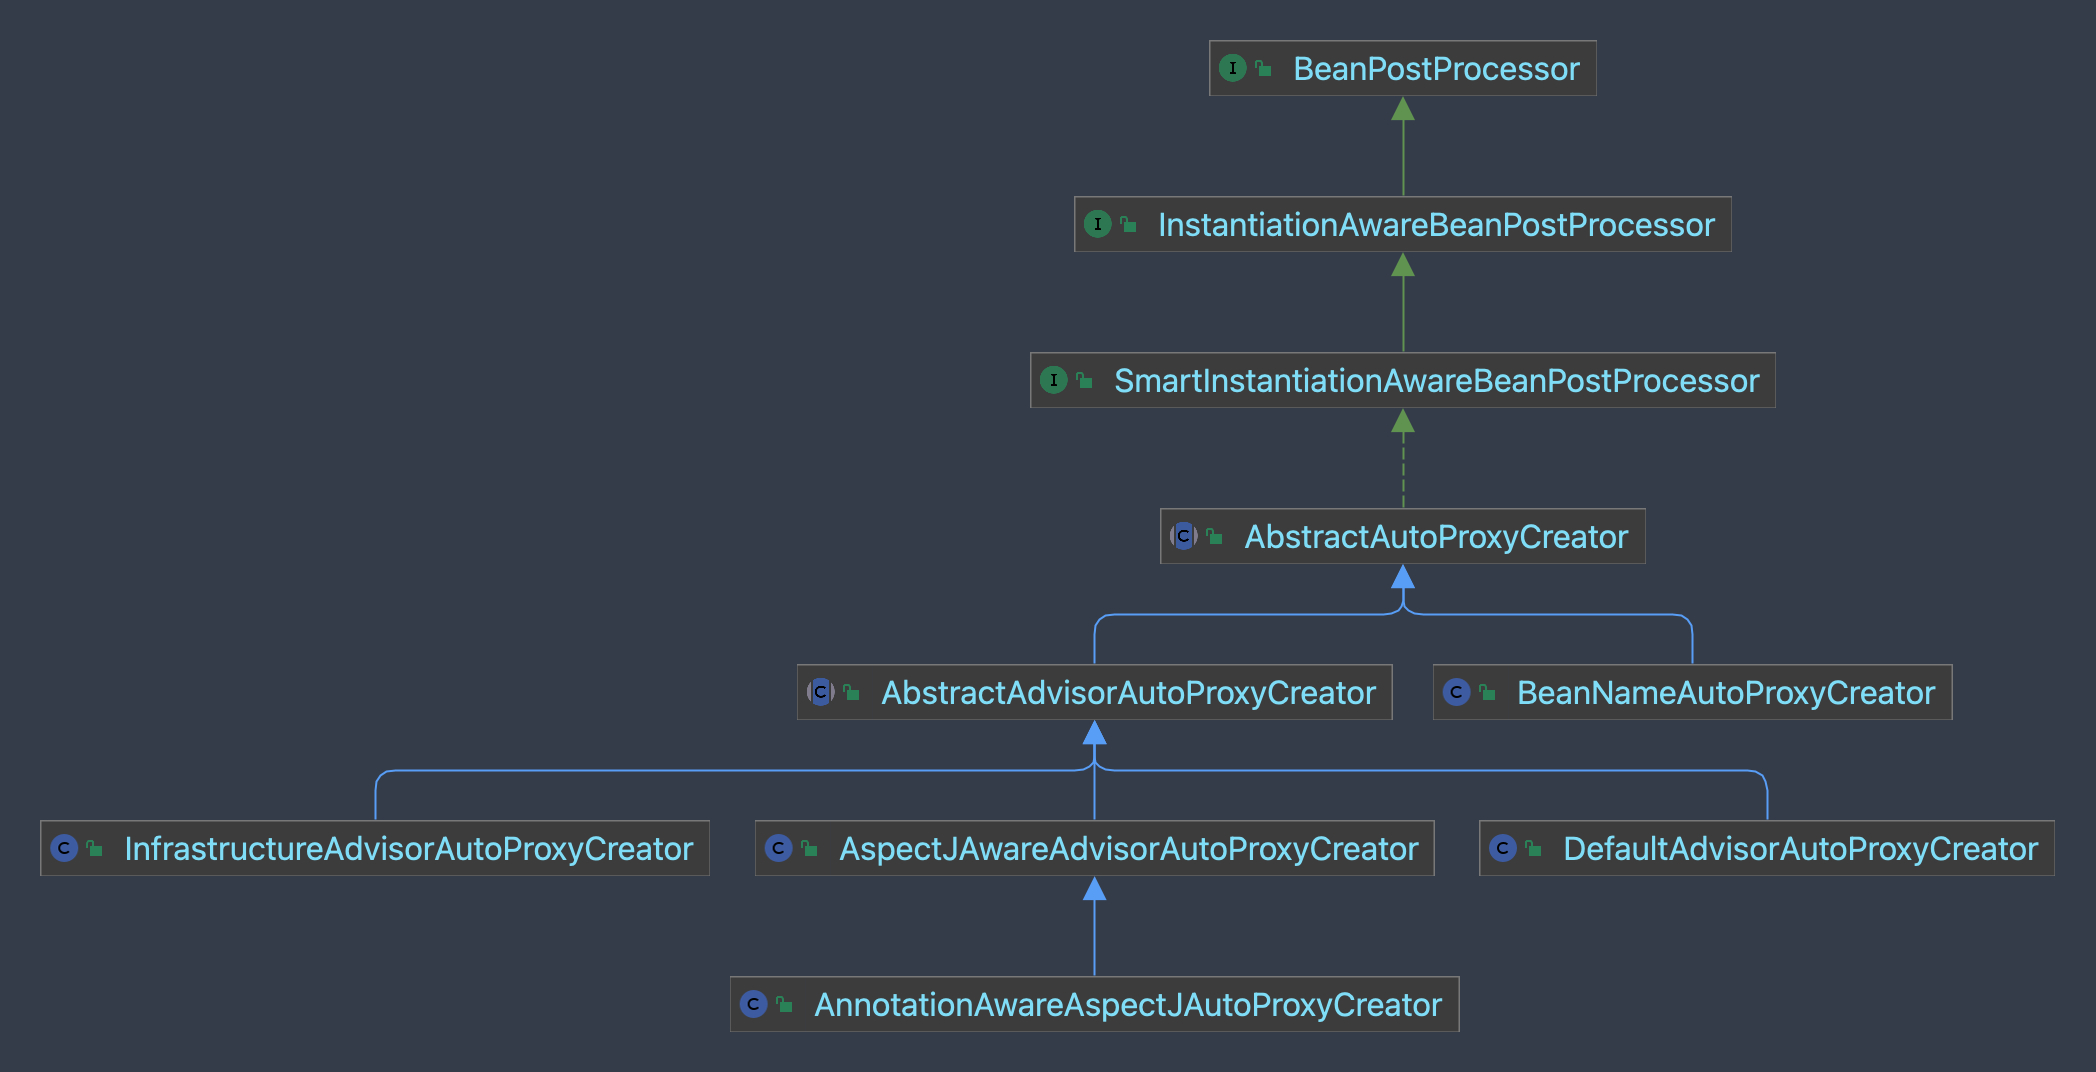 I BeanPostProcessor
I InstantiationAwareBeanPostProcessor
I SmartInstantiationAwareBeanPostProcessor
C AbstractAutoProxyCreator
C AbstractAdvisorAutoProxyCreator
C BeanNameAutoProxyCreator
C InfrastructureAdvisorAutoProxyCreator
C AspectJAwareAdvisorAutoProxyCreator
C DefaultAdvisorAutoProxyCreator
C AnnotationAwareAspectJAutoProxyCreator